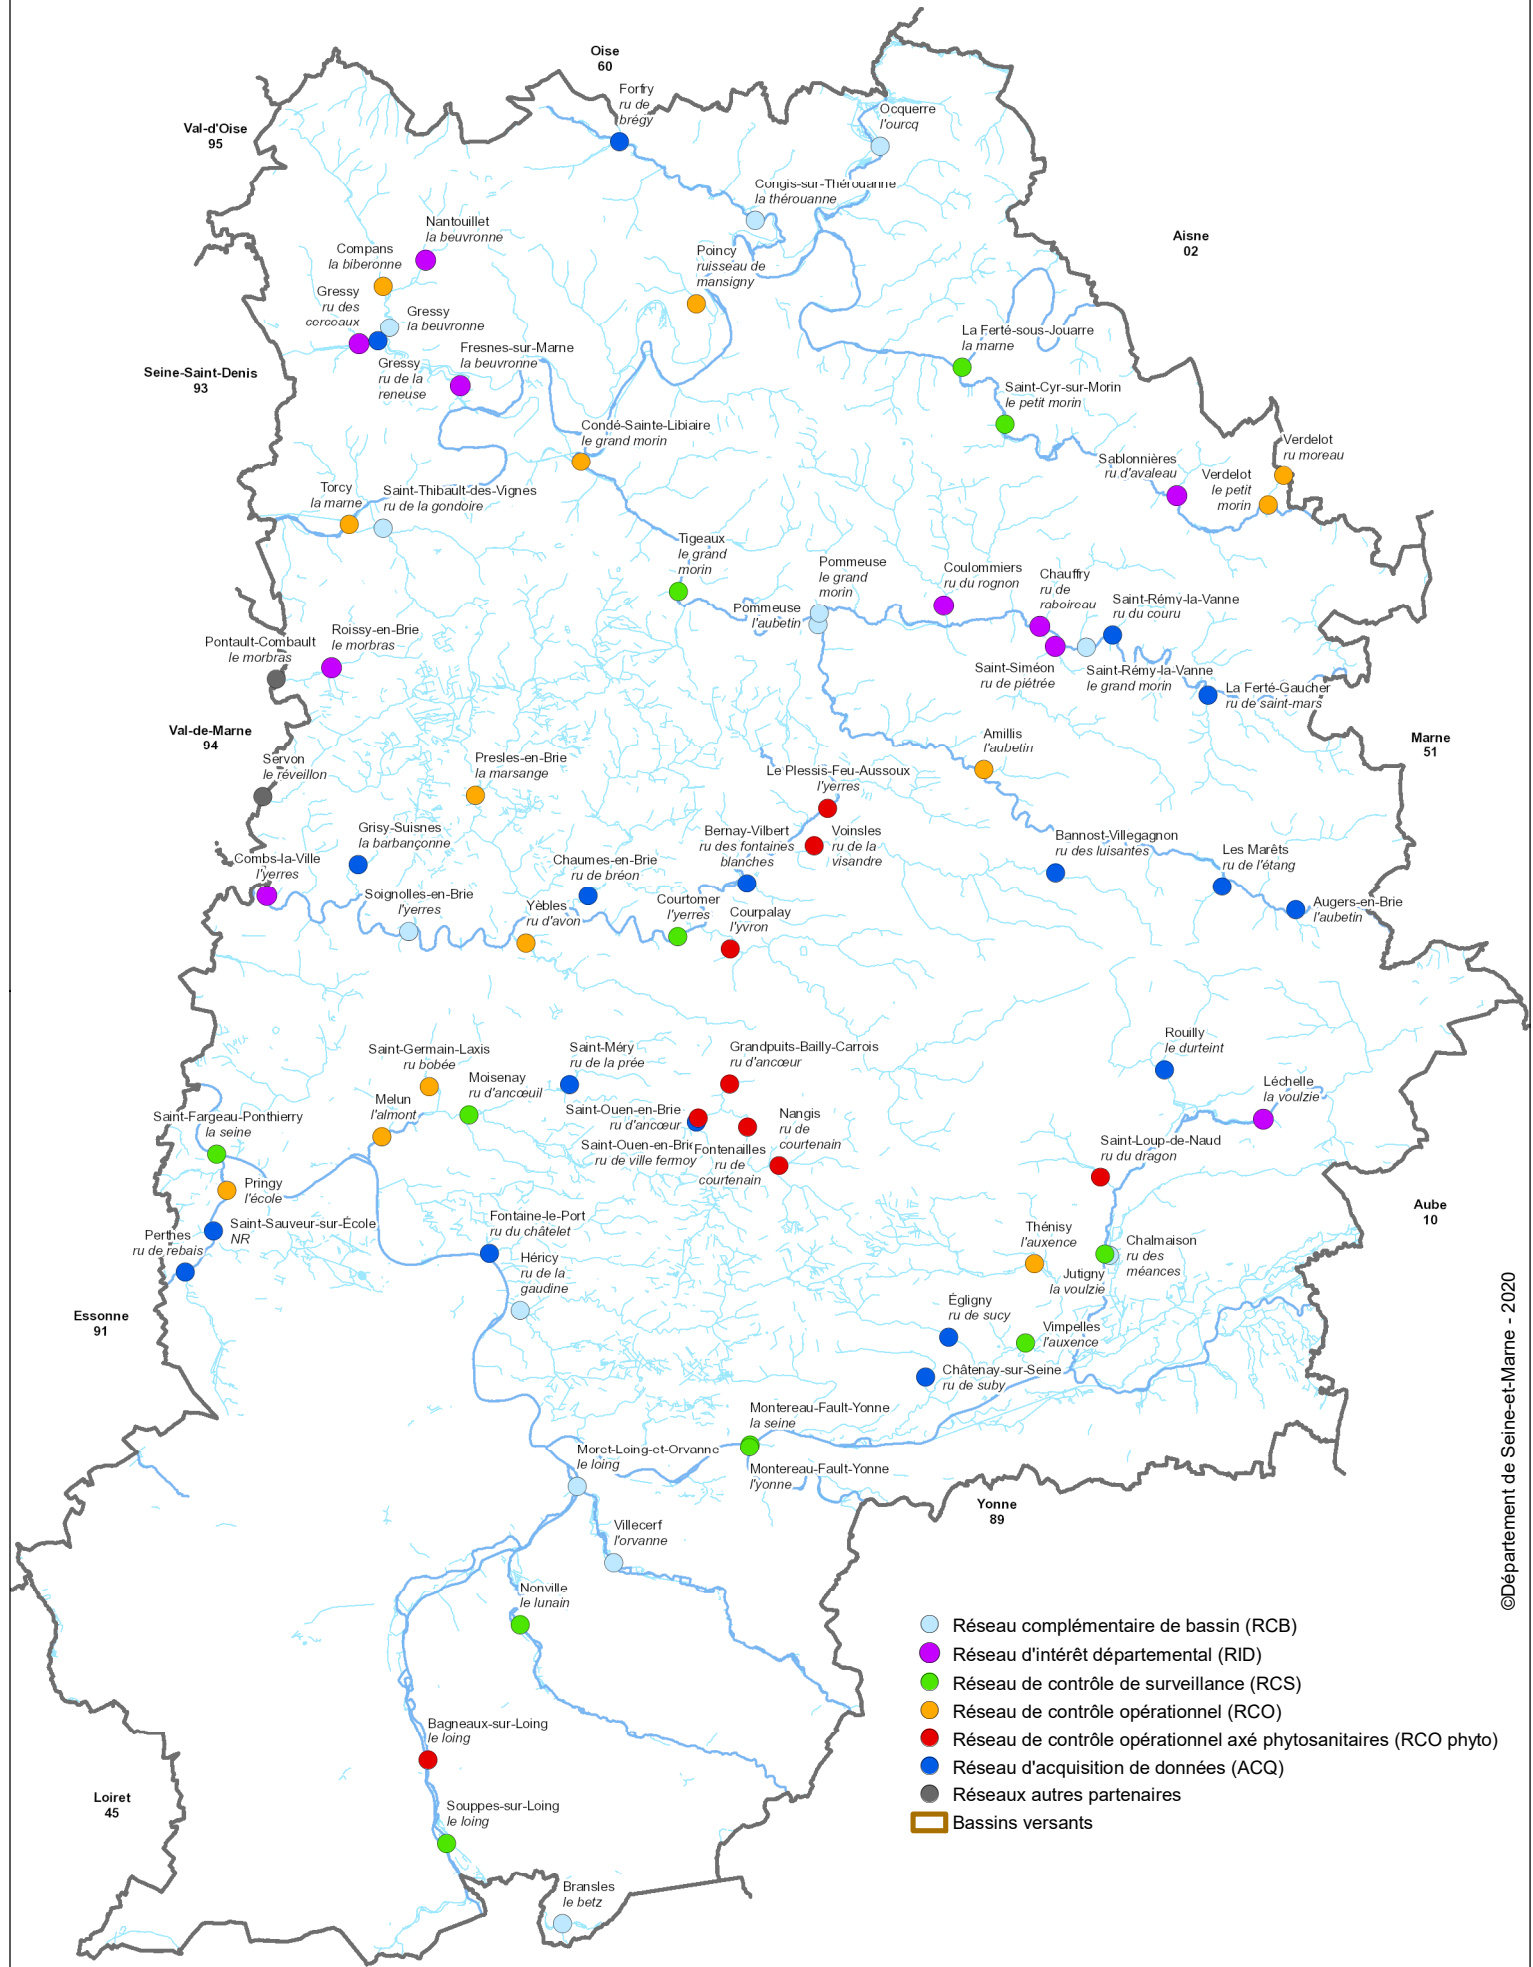 Oise
60
Forfry
ru de
brégy
Ocquerre
l'ourcq
Val-d'Oise
95
Congis-sur-Thérouanne
la thérouanne
Nantouillet
la beuvronne
Aisne
02
Compans
la biberonne
Poincy
ruisseau de
mansigny
Gressy
ru des
cerceaux
Gressy
la beuvronne
La Ferté-sous-Jouarre
la marne
Fresnes-sur-Marne
la beuvronne
Gressy
ru de la
reneuse
Seine-Saint-Denis
93
Saint-Cyr-sur-Morin
le petit morin
Condé-Sainte-Libiaire
le grand morin
Verdelot
ru moreau
Sablonnières
ru d'avaleau
Verdelot
le petit
morin
Torcy
la marne
Saint-Thibault-des-Vignes
ru de la gondoire
Tigeaux
le grand
morin
Pommeuse
le grand
morin
Coulommiers
ru du rognon
Chauffry
ru de
raboireau
Saint-Rémy-la-Vanne
ru du couru
Pommeuse
l'aubetin
Roissy-en-Brie
le morbras
Pontault-Combault
le morbras
Saint-Siméon
ru de piétrée
Saint-Rémy-la-Vanne
le grand morin
La Ferté-Gaucher
ru de saint-mars
Val-de-Marne
94
Amillis
l'aubetin
Marne
51
Servon
le réveillon
Presles-en-Brie
la marsange
Le Plessis-Feu-Aussoux
l'yerres
Grisy-Suisnes
la barbançonne
Bernay-Vilbert
ru des fontaines
blanches
Voinsles
ru de la
visandre
Bannost-Villegagnon
ru des luisantes
Les Marêts
ru de l'étang
Combs-la-Ville
l'yerres
Chaumes-en-Brie
ru de bréon
Soignolles-en-Brie
l'yerres
Yèbles
ru d'avon
Courtomer
l'yerres
Courpalay
l'yvron
Augers-en-Brie
l'aubetin
Rouilly
le durteint
Saint-Germain-Laxis
ru bobée
Saint-Méry
ru de la prée
Grandpuits-Bailly-Carrois
ru d'ancœur
Moisenay
ru d'ancœuil
Léchelle
la voulzie
Melun
l'almont
Saint-Fargeau-Ponthierry
la seine
Saint-Ouen-en-Brie
ru d'ancœur
Nangis
ru de
courtenain
Saint-Ouen-en-Brie
ru de ville fermoy
Fontenailles
ru de
courtenain
Saint-Loup-de-Naud
ru du dragon
Pringy
l'école
Aube
10
Saint-Sauveur-sur-École
NR
Perthes
ru de rebais
Fontaine-le-Port
ru du châtelet
Thénisy
l'auxence
Chalmaison
ru des
méances
Héricy
ru de la
gaudine
Jutigny
la voulzie
Essonne
91
Égligny
ru de sucy
Vimpelles
l'auxence
Châtenay-sur-Seine
ru de suby
Montereau-Fault-Yonne
la seine
Moret-Loing-et-Orvanne
le loing
Montereau-Fault-Yonne
l'yonne
Yonne
89
Villecerf
l'orvanne
Nonville
le lunain
Bagneaux-sur-Loing
le loing
Loiret
45
Souppes-sur-Loing
le loing
Bransles
le betz
Réseau complémentaire de bassin (RCB)
Réseau d'intérêt départemental (RID)
Réseau de contrôle de surveillance (RCS)
Réseau de contrôle opérationnel (RCO)
Réseau de contrôle opérationnel axé phytosanitaires (RCO phyto)
Réseau d'acquisition de données (ACQ)
Réseaux autres partenaires
Bassins versants
©Département de Seine-et-Marne - 2020